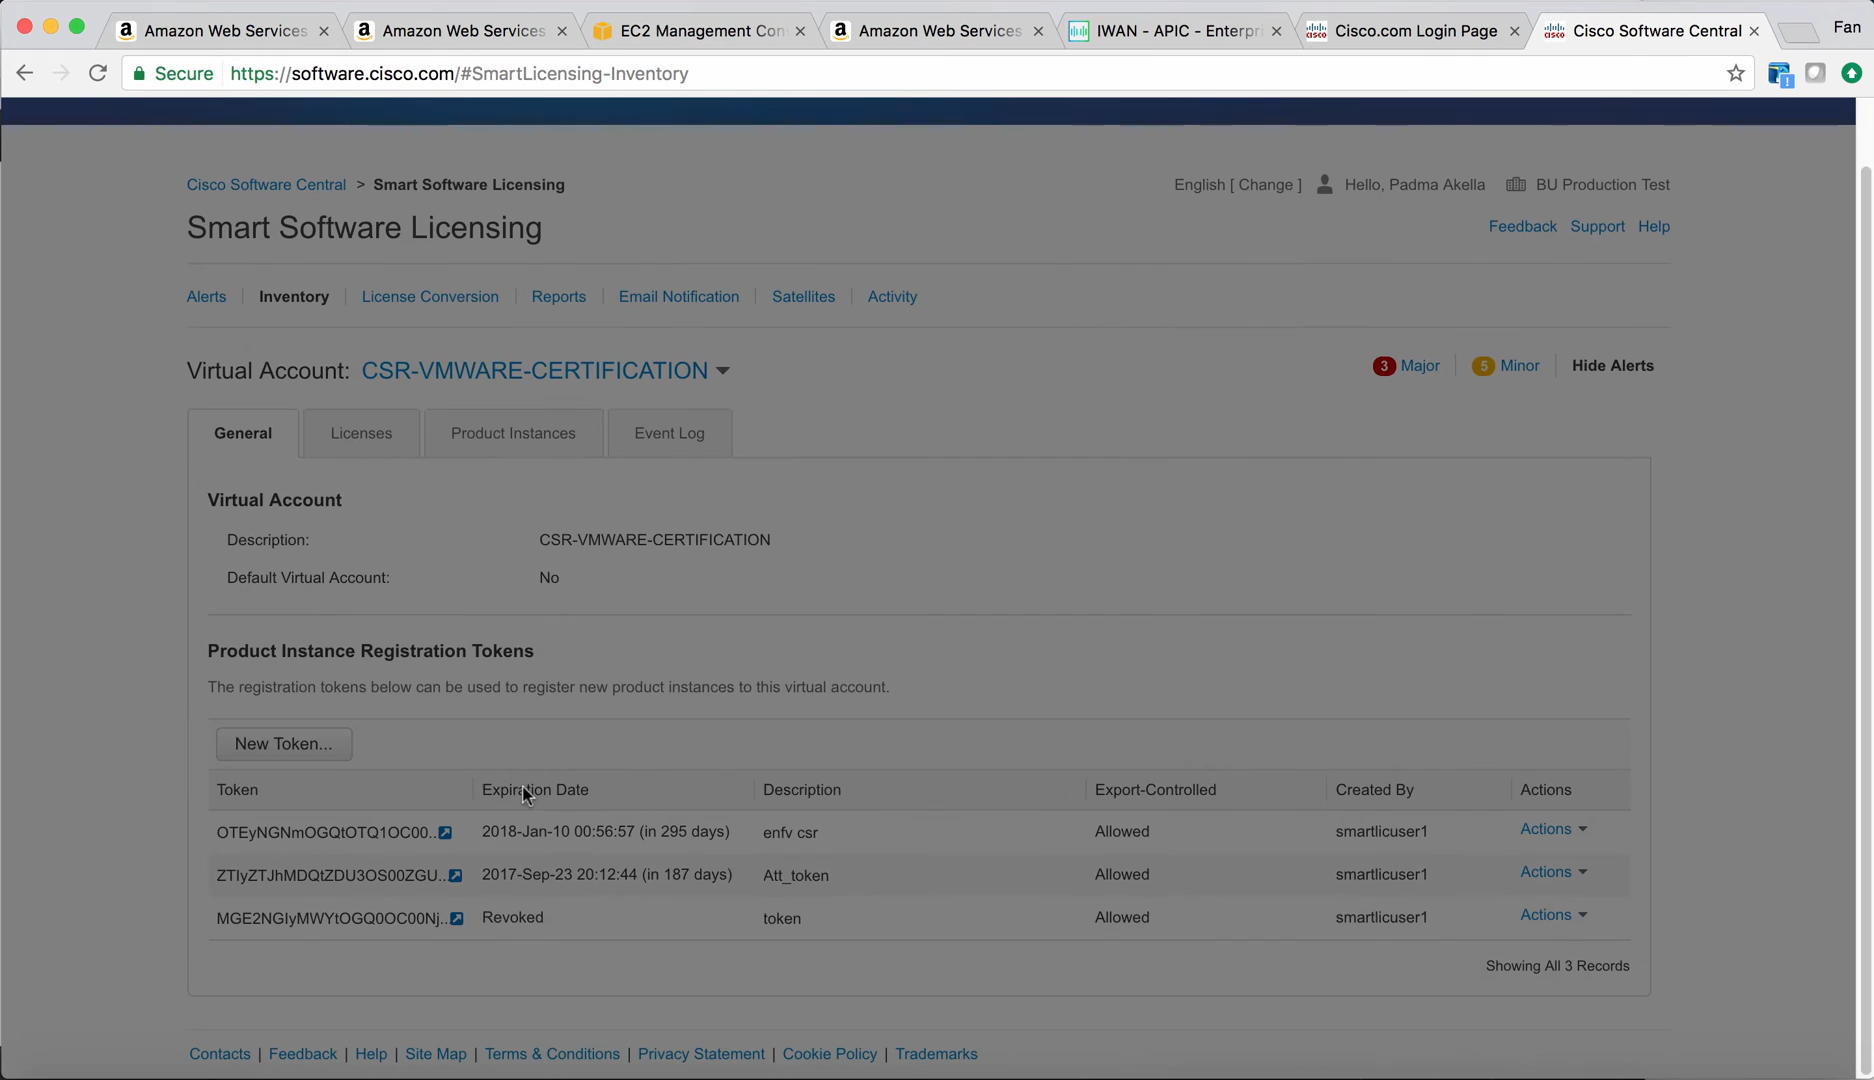 Amazon Web Services
Amazon Web Services
EC2 Management Con
Amazon Web Services
IWAN - APIC - Enterpri
Cisco.com Login Page
Cisco Software Central
Fan
Secure
https://software.cisco.com/#SmartLicensing-Inventory
Cisco Software Central > Smart Software Licensing
English [ Change ]
Hello, Padma Akella
BU Production Test
Smart Software Licensing
Feedback Support Help
Alerts
Inventory
License Conversion
Reports
Email Notification
Satellites
Activity
Virtual Account: CSR-VMWARE-CERTIFICATION
3 Major
5 Minor
Hide Alerts
General
Licenses
Product Instances
Event Log
Virtual Account
Description: CSR-VMWARE-CERTIFICATION
Default Virtual Account: No
Product Instance Registration Tokens
The registration tokens below can be used to register new product instances to this virtual account.
New Token...
Token Expiration Date Description Export-Controlled Created By Actions
OTEyNGNmOGQtOTQ1OC00.. 2018-Jan-10 00:56:57 (in 295 days) enfv csr Allowed smartlicuser1 Actions
ZTIyZTJhMDQtZDU3OS00ZGU.. 2017-Sep-23 20:12:44 (in 187 days) Att_token Allowed smartlicuser1 Actions
MGE2NGIyMWYtOGQ0OC00Nj.. Revoked token Allowed smartlicuser1 Actions
Showing All 3 Records
Contacts | Feedback | Help | Site Map | Terms & Conditions | Privacy Statement | Cookie Policy | Trademarks